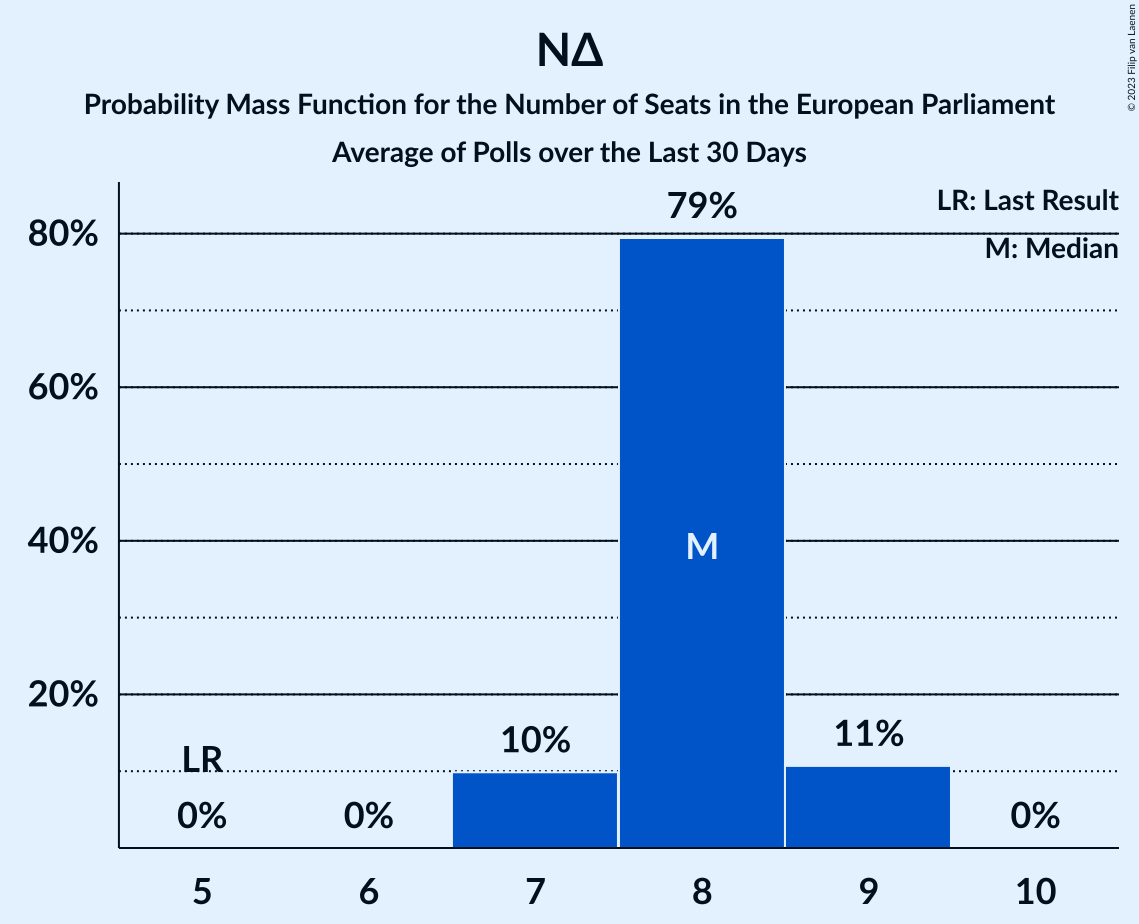 ΝΔ
Probability Mass Function for the Number of Seats in the European Parliament
Average of Polls over the Last 30 Days
© 2023 Filip van Laenen
LR: Last Result
M: Median
80%
60%
40%
20%
79%
M
LR
10%
11%
0%
0%
0%
5
6
7
8
9
10